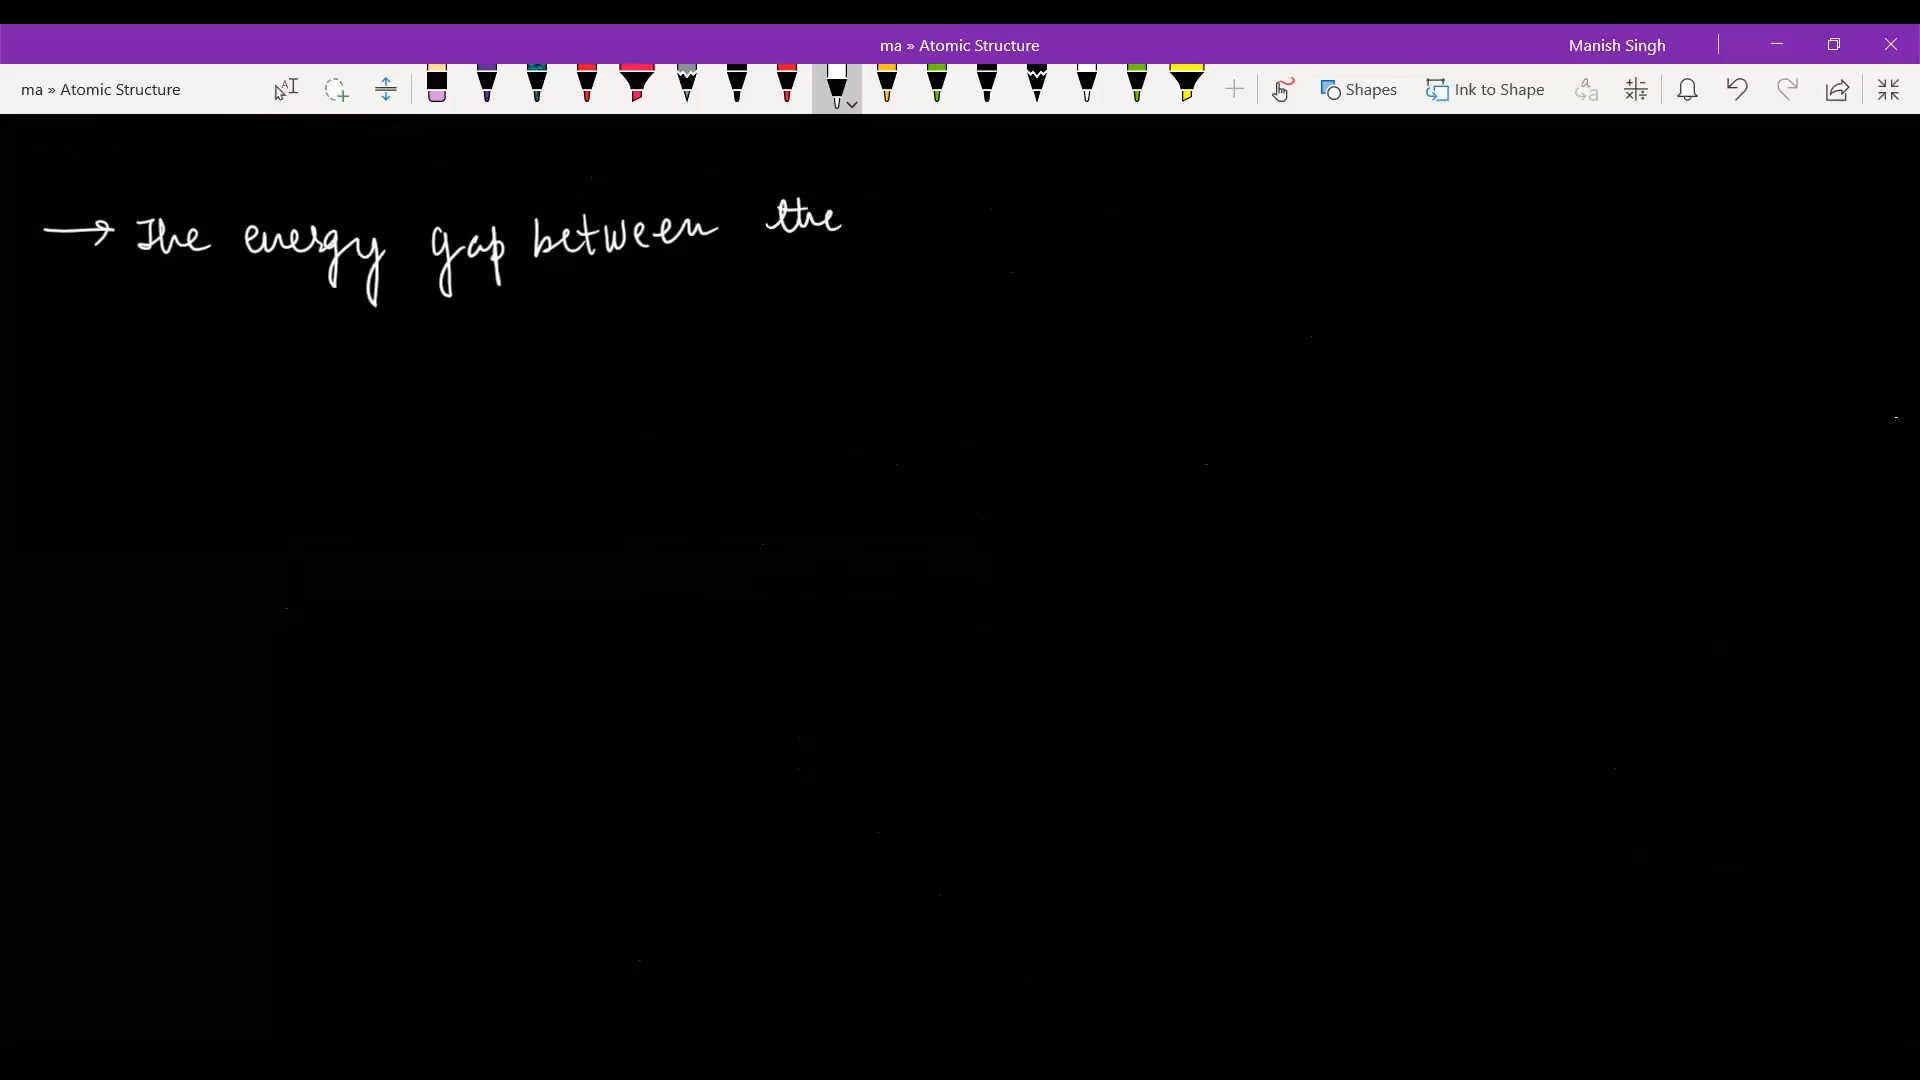 ma » Atomic Structure
Manish Singh
ma » Atomic Structure
Shapes
Ink to Shape
→ The energy gap between the